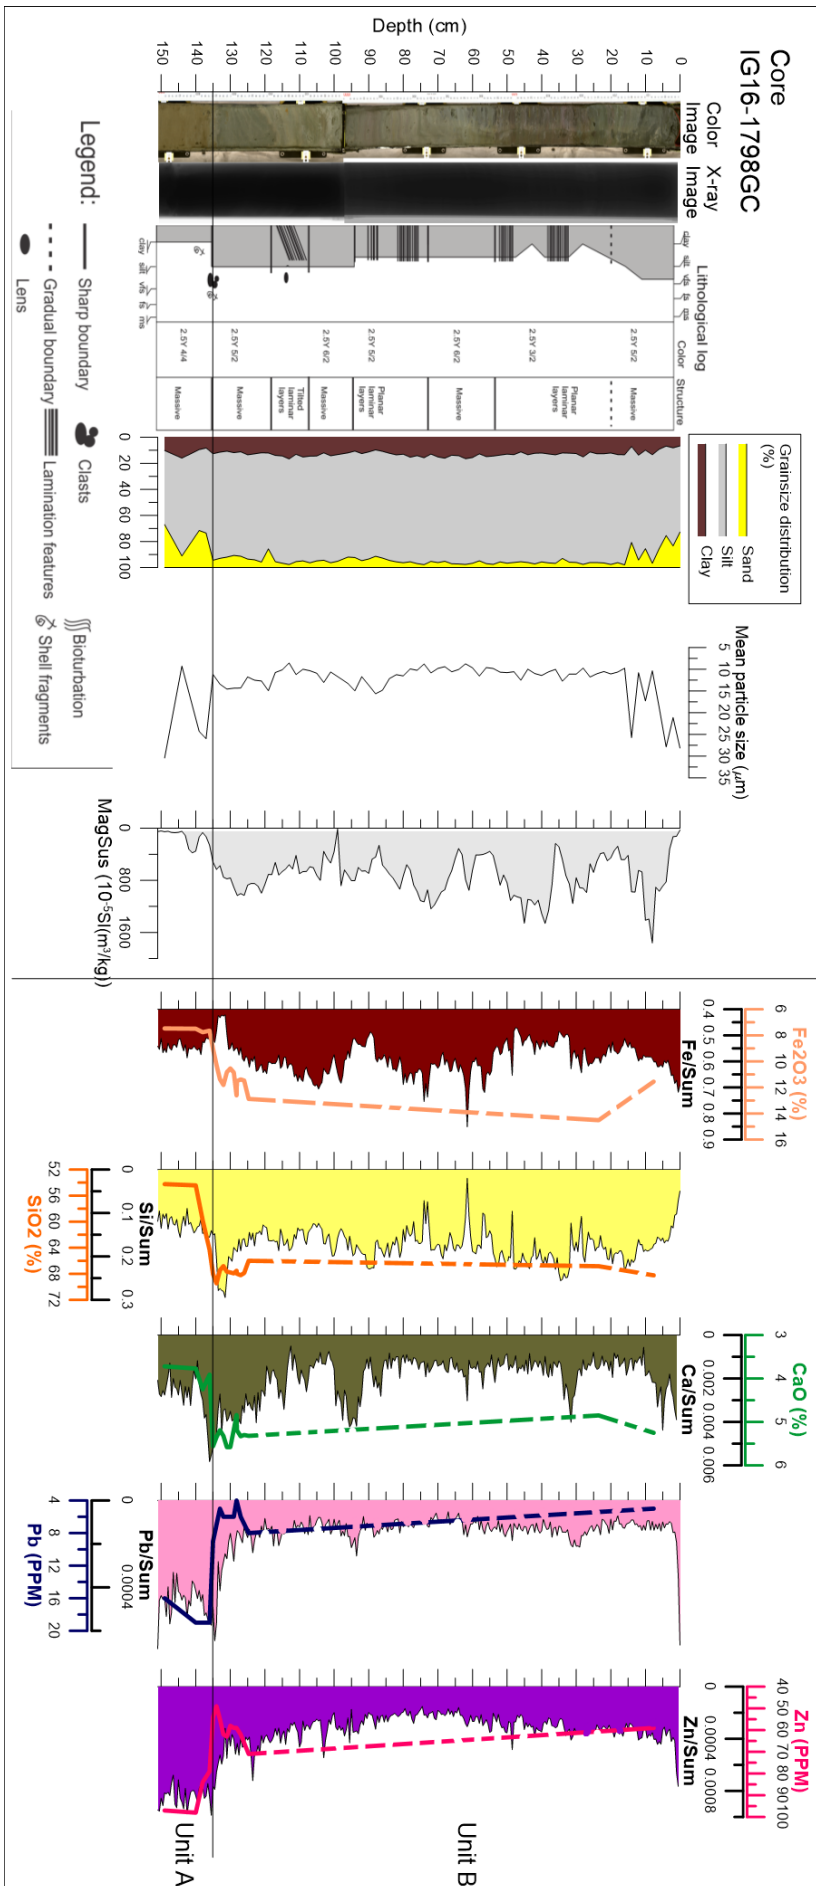 Core
IG16-1798GC
Depth (cm)
0
10
20
30
40
50
60
70
80
90
100
110
120
130
140
150
Color
Image
X-ray
Image
Lithological log
clay
silt
vfs
fs
ms
clay
silt
vfs
fs
ms
Color
2.5Y 5/2
2.5Y 3/2
2.5Y 6/2
2.5Y 5/2
2.5Y 6/2
2.5Y 5/2
2.5Y 4/4
Structure
Massive
Planar
laminar
layers
Massive
Planar
laminar
layers
Massive
Tilted
laminar
layers
Massive
Massive
Grainsize distribution
(%)
Sand
Silt
Clay
0
20
40
60
80
100
Mean particle size (µm)
5 10 15 20 25 30 35
MagSus (10⁻⁵SI(m³/kg))
0
800
1600
Fe2O3 (%)
6 8 10 12 14 16
Fe/Sum
0.4 0.5 0.6 0.7 0.8 0.9
Si/Sum
0 0.1 0.2 0.3
SiO2 (%)
52 56 60 64 68 72
CaO (%)
3 4 5 6
Ca/Sum
0 0.002 0.004 0.006
Pb/Sum
0 0.0004
Pb (PPM)
4 8 12 16 20
Zn (PPM)
40 50 60 70 80 90 100
Zn/Sum
0 0.0004 0.0008
Unit B
Unit A
Legend:
Sharp boundary
Gradual boundary
Lens
Clasts
Lamination features
Bioturbation
Shell fragments